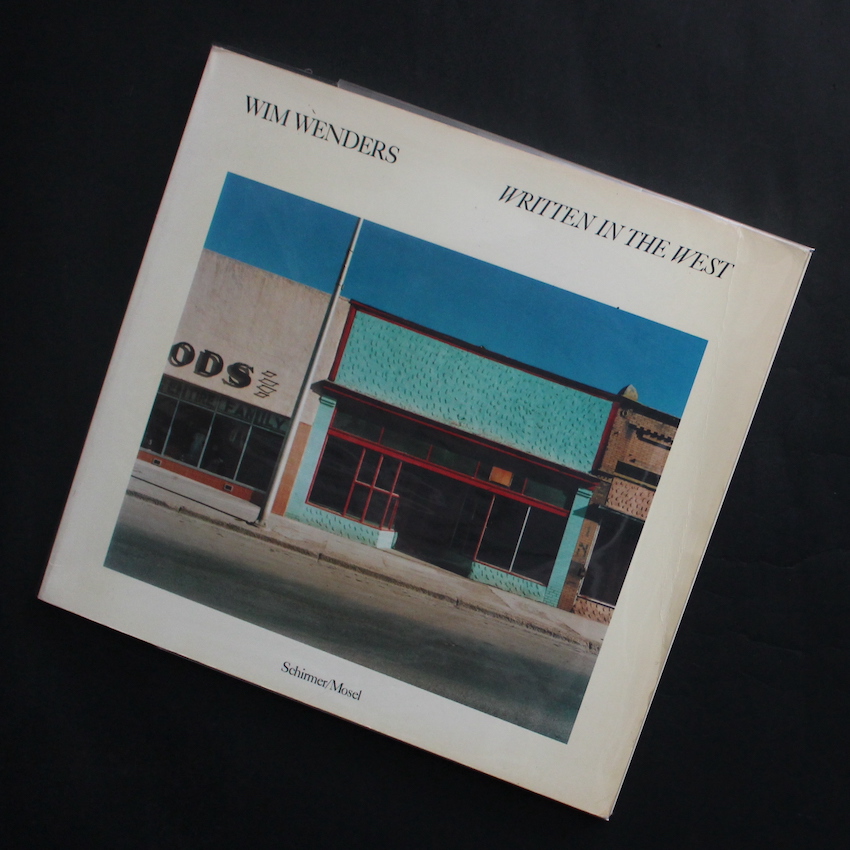 WIM WENDERS
WRITTEN IN THE WEST
ODS
FAMILY
Schirmer/Mosel